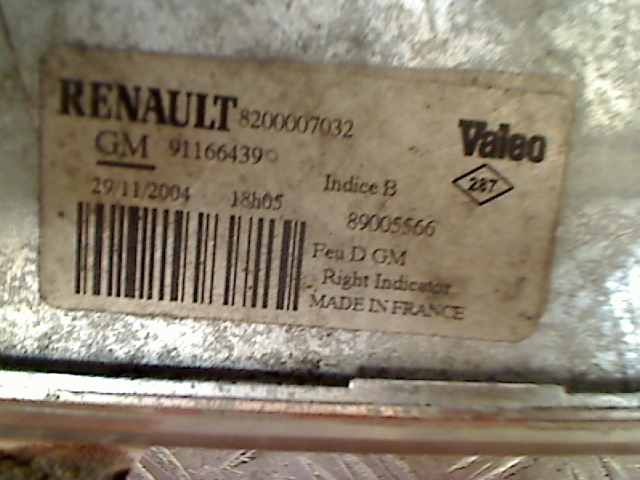 RENAULT 8200007032
GM 91166439
Valeo
287
29/11/2004 18h05
Indice B
89005566
Feu D GM
Right Indicator
MADE IN FRANCE